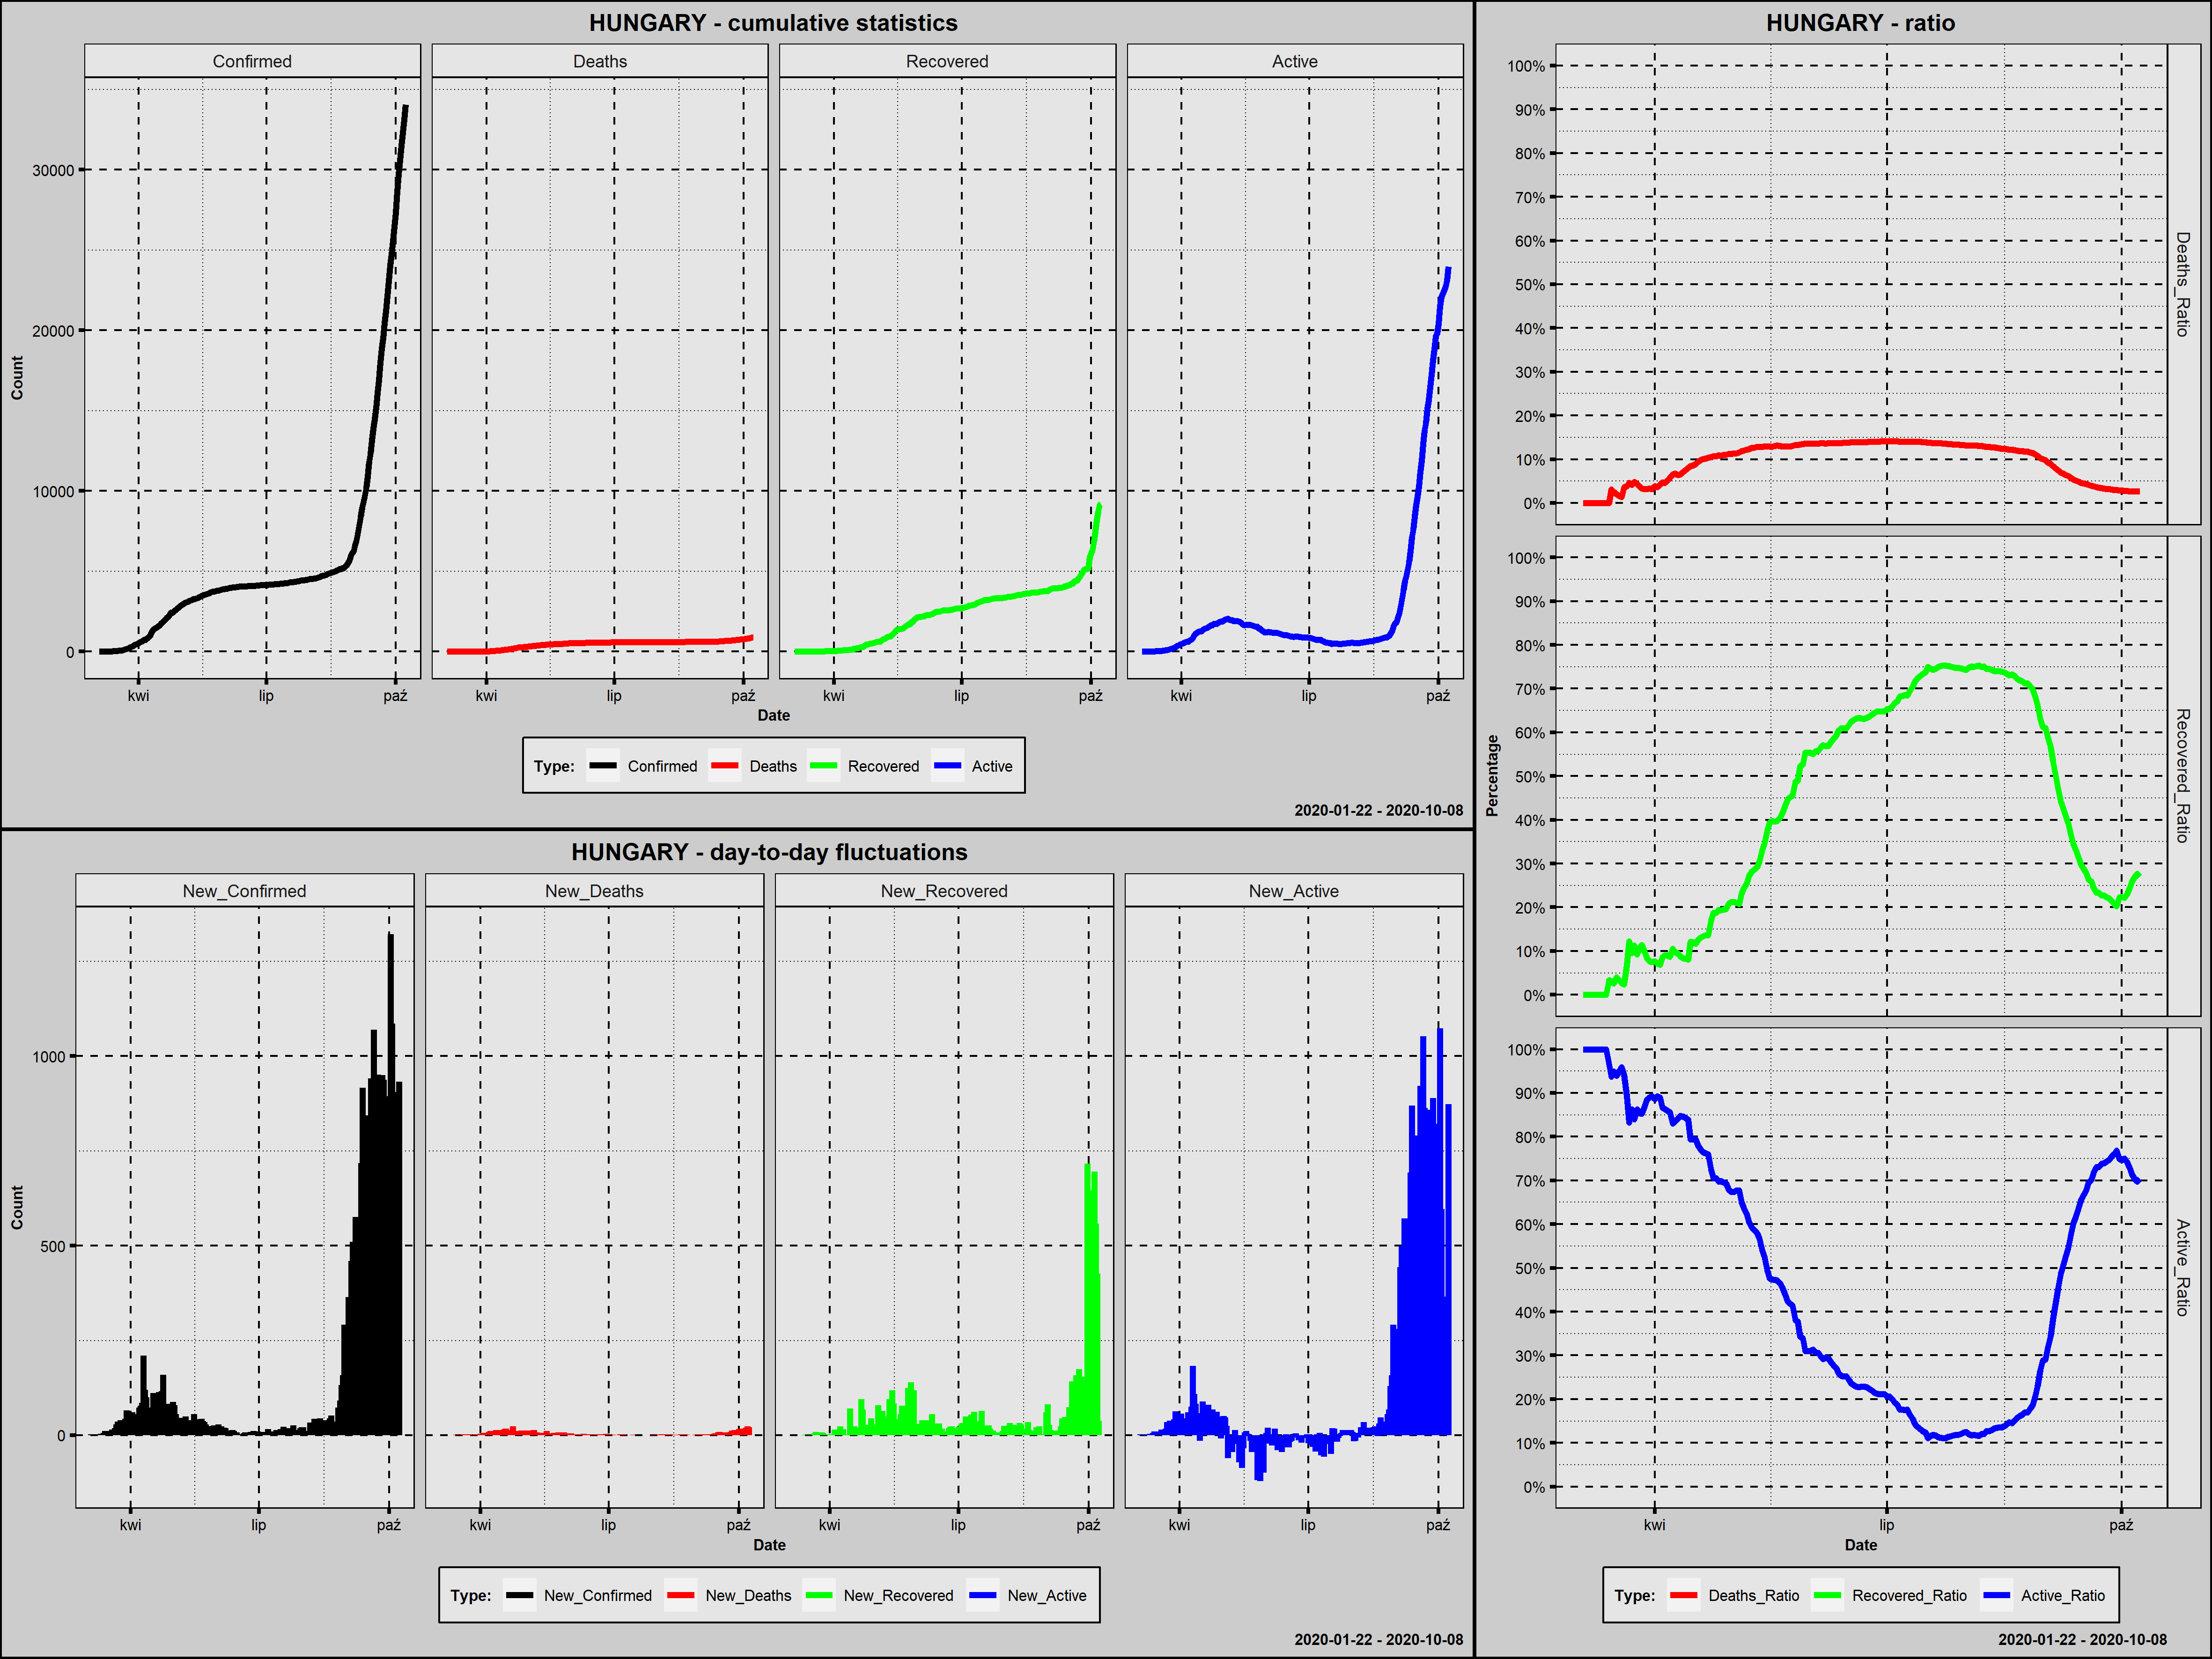 HUNGARY - cumulative statistics
Confirmed Deaths Recovered Active
Count
30000
20000
10000
0
kwi lip paź kwi lip paź kwi lip paź kwi lip paź
Date
Type: Confirmed Deaths Recovered Active
2020-01-22 - 2020-10-08
HUNGARY - day-to-day fluctuations
New_Confirmed New_Deaths New_Recovered New_Active
Count
1000
500
0
kwi lip paź kwi lip paź kwi lip paź kwi lip paź
Date
Type: New_Confirmed New_Deaths New_Recovered New_Active
2020-01-22 - 2020-10-08
HUNGARY - ratio
Percentage
100%
90%
80%
70%
60%
50%
40%
30%
20%
10%
0%
Deaths_Ratio
100%
90%
80%
70%
60%
50%
40%
30%
20%
10%
0%
Recovered_Ratio
100%
90%
80%
70%
60%
50%
40%
30%
20%
10%
0%
Active_Ratio
kwi lip paź
Date
Type: Deaths_Ratio Recovered_Ratio Active_Ratio
2020-01-22 - 2020-10-08